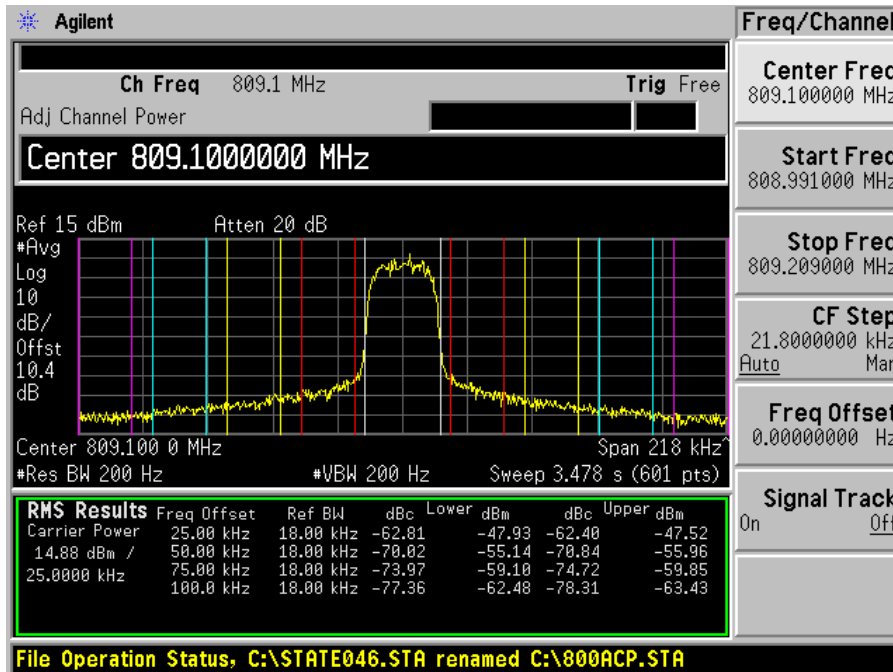 Agilent
Freq/Channel
Ch Freq 809.1 MHz Trig Free
Adj Channel Power
Center 809.1000000 MHz
Ref 15 dBm Atten 20 dB
#Avg
Log
10
dB/
Offst
10.4
dB
Center 809.100 0 MHz Span 218 kHz^
#Res BW 200 Hz #VBW 200 Hz Sweep 3.478 s (601 pts)
RMS Results Freq Offset Ref BW dBc Lower dBm dBc Upper dBm
Carrier Power 25.00 kHz 18.00 kHz -62.81 -47.93 -62.40 -47.52
14.88 dBm / 50.00 kHz 18.00 kHz -70.02 -55.14 -70.84 -55.96
25.0000 kHz 75.00 kHz 18.00 kHz -73.97 -59.10 -74.72 -59.85
100.0 kHz 18.00 kHz -77.36 -62.48 -78.31 -63.43
File Operation Status, C:\STATE046.STA renamed C:\800ACP.STA
Center Freq
809.100000 MHz
Start Freq
808.991000 MHz
Stop Freq
809.209000 MHz
CF Step
21.8000000 kHz
Auto Man
Freq Offset
0.00000000 Hz
Signal Track
On Off